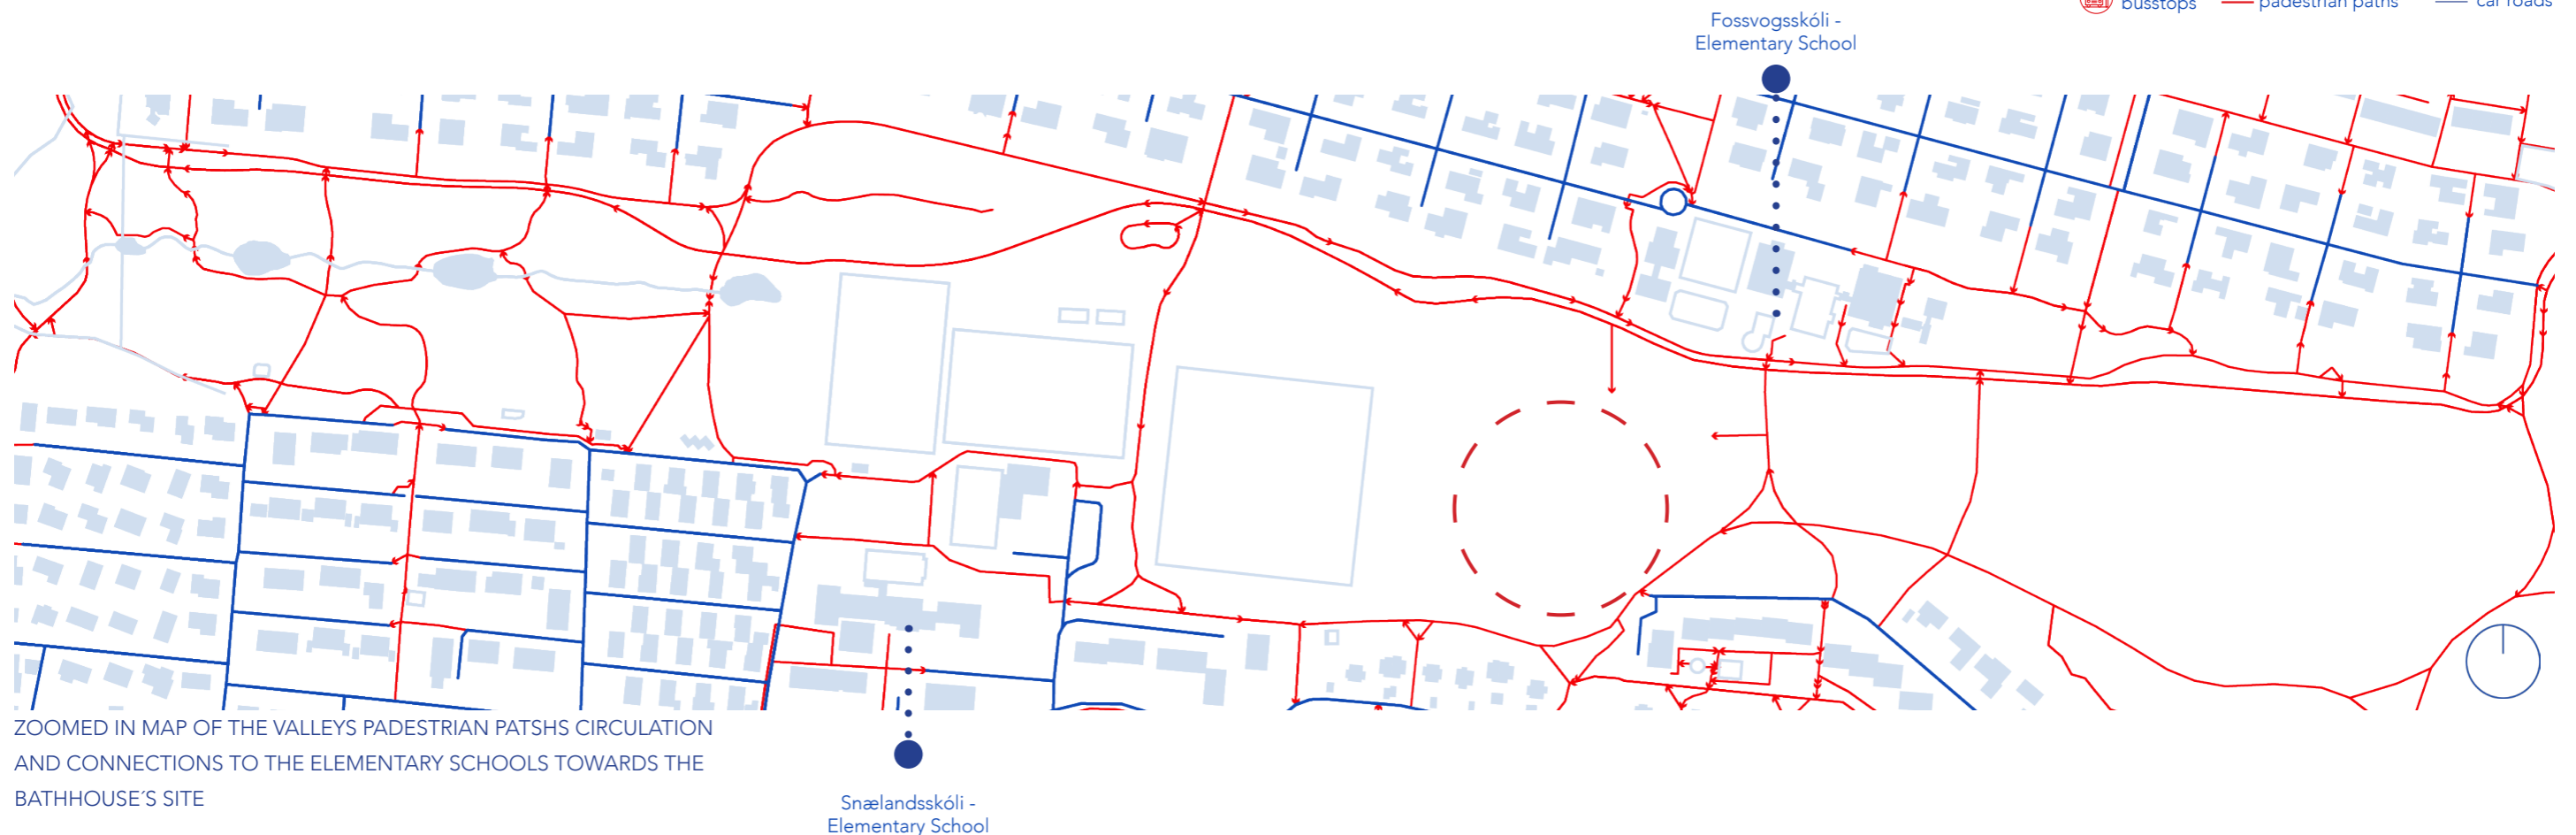 busstops padestrian paths car roads
Fossvogsskóli -
Elementary School
ZOOMED IN MAP OF THE VALLEYS PADESTRIAN PATSHS CIRCULATION
AND CONNECTIONS TO THE ELEMENTARY SCHOOLS TOWARDS THE
BATHHOUSE´S SITE
Snælandsskóli -
Elementary School